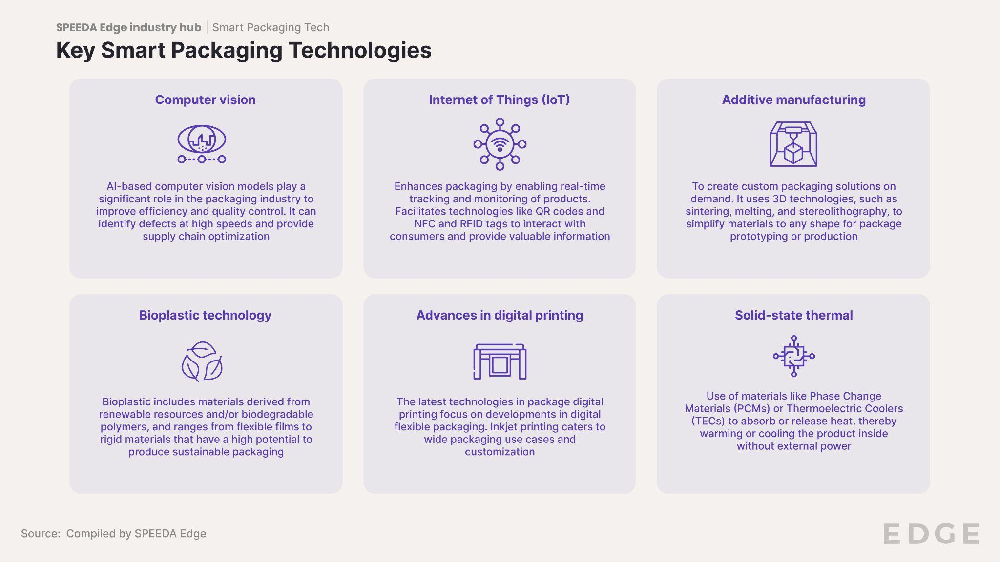 SPEEDA Edge industry hub | Smart Packaging Tech
Key Smart Packaging Technologies
Computer vision
AI-based computer vision models play a
significant role in the packaging industry to
improve efficiency and quality control. It can
identify defects at high speeds and provide
supply chain optimization
Internet of Things (IoT)
Enhances packaging by enabling real-time
tracking and monitoring of products.
Facilitates technologies like QR codes and
NFC and RFID tags to interact with
consumers and provide valuable information
Additive manufacturing
To create custom packaging solutions on
demand. It uses 3D technologies, such as
sintering, melting, and stereolithography, to
simplify materials to any shape for package
prototyping or production
Bioplastic technology
Bioplastic includes materials derived from
renewable resources and/or biodegradable
polymers, and ranges from flexible films to
rigid materials that have a high potential to
produce sustainable packaging
Advances in digital printing
The latest technologies in package digital
printing focus on developments in digital
flexible packaging. Inkjet printing caters to
wide packaging use cases and
customization
Solid-state thermal
Use of materials like Phase Change
Materials (PCMs) or Thermoelectric Coolers
(TECs) to absorb or release heat, thereby
warming or cooling the product inside
without external power
Source: Compiled by SPEEDA Edge
EDGE